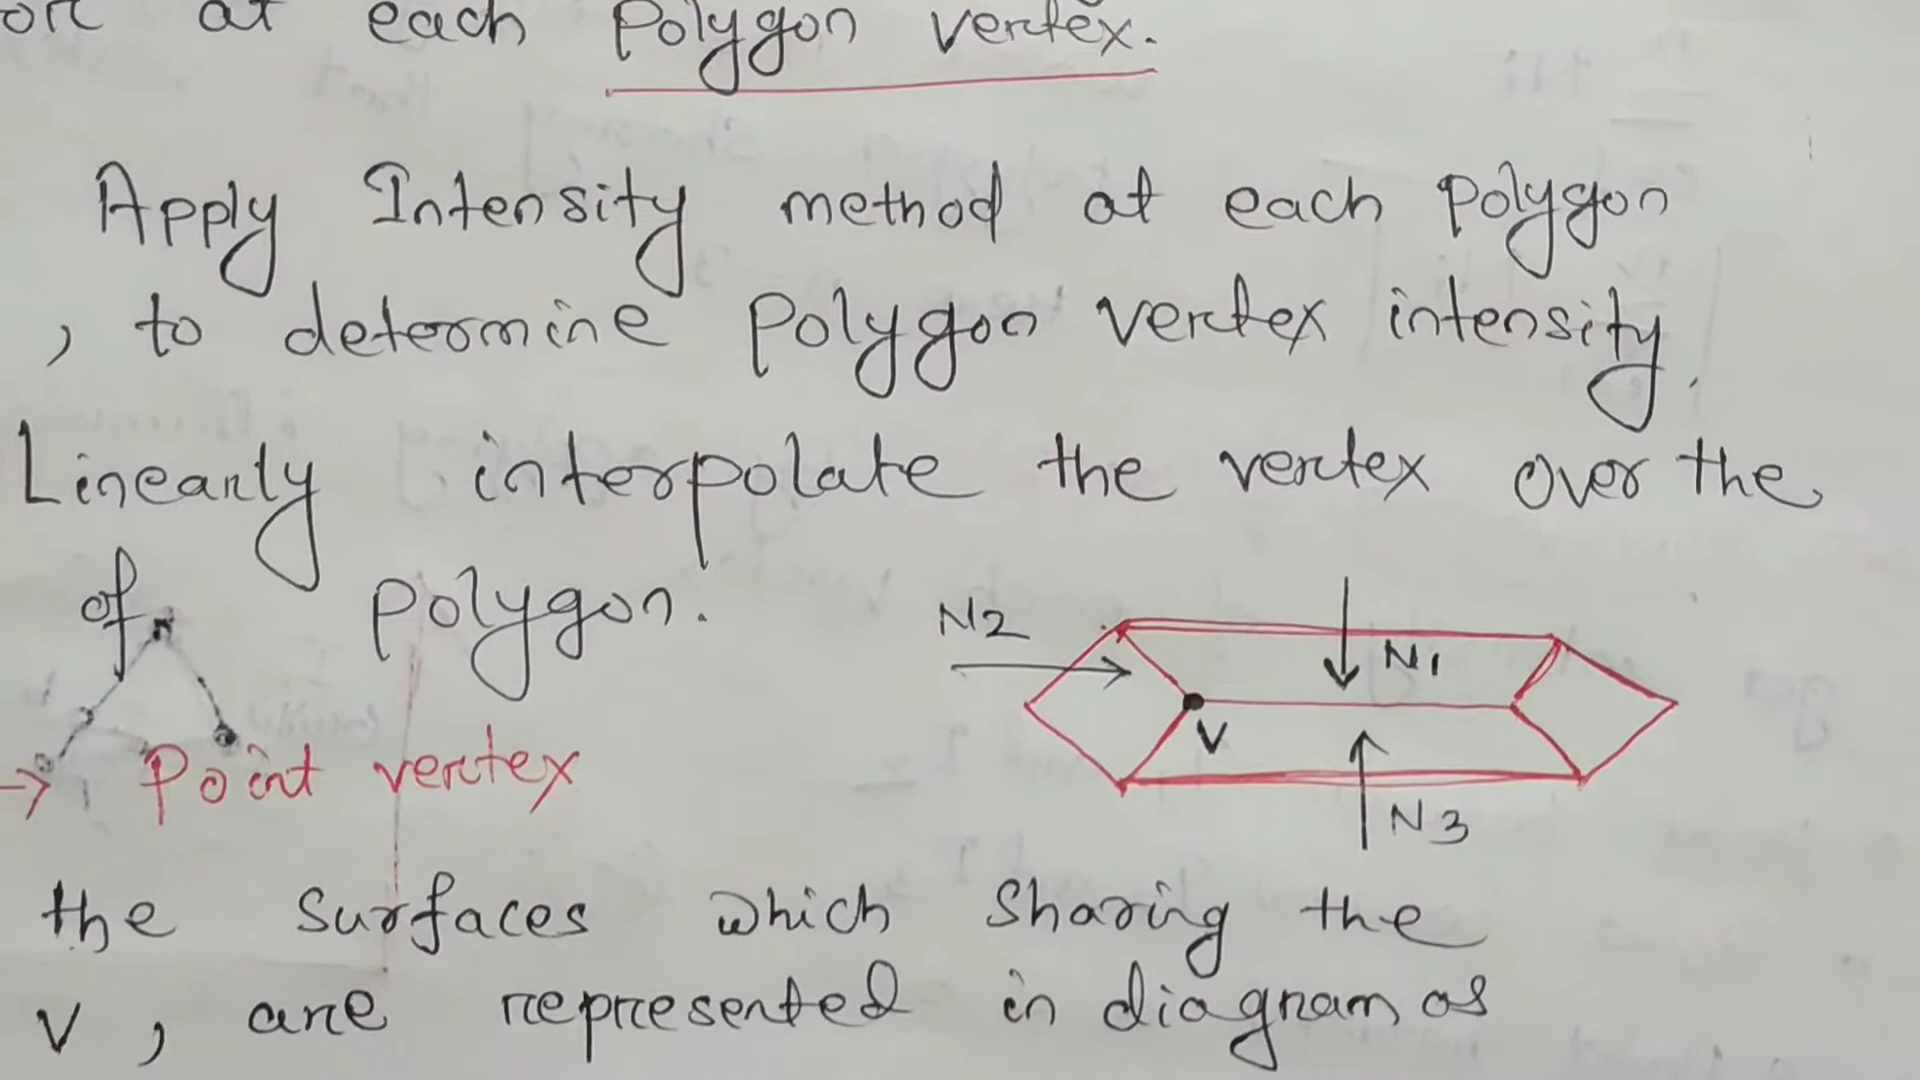 at each Polygon vertex.
Apply Intensity method at each polygon
, to determine Polygon vertex intensity.
Linearly interpolate the vertex over the
of polygon.
N2
N1
V
N3
→ Point vertex
the surfaces which sharing the
V, are represented in diagram as